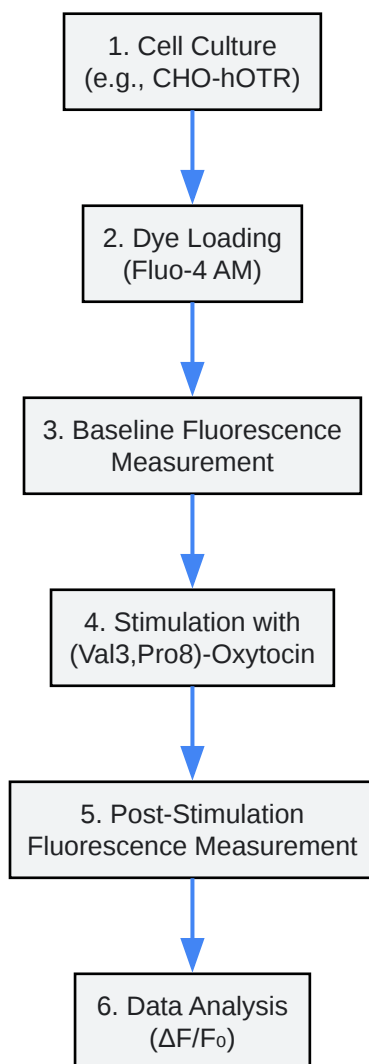 1. Cell Culture
(e.g., CHO-hOTR)
2. Dye Loading
(Fluo-4 AM)
3. Baseline Fluorescence
Measurement
4. Stimulation with
(Val3,Pro8)-Oxytocin
5. Post-Stimulation
Fluorescence Measurement
6. Data Analysis
(ΔF/F₀)